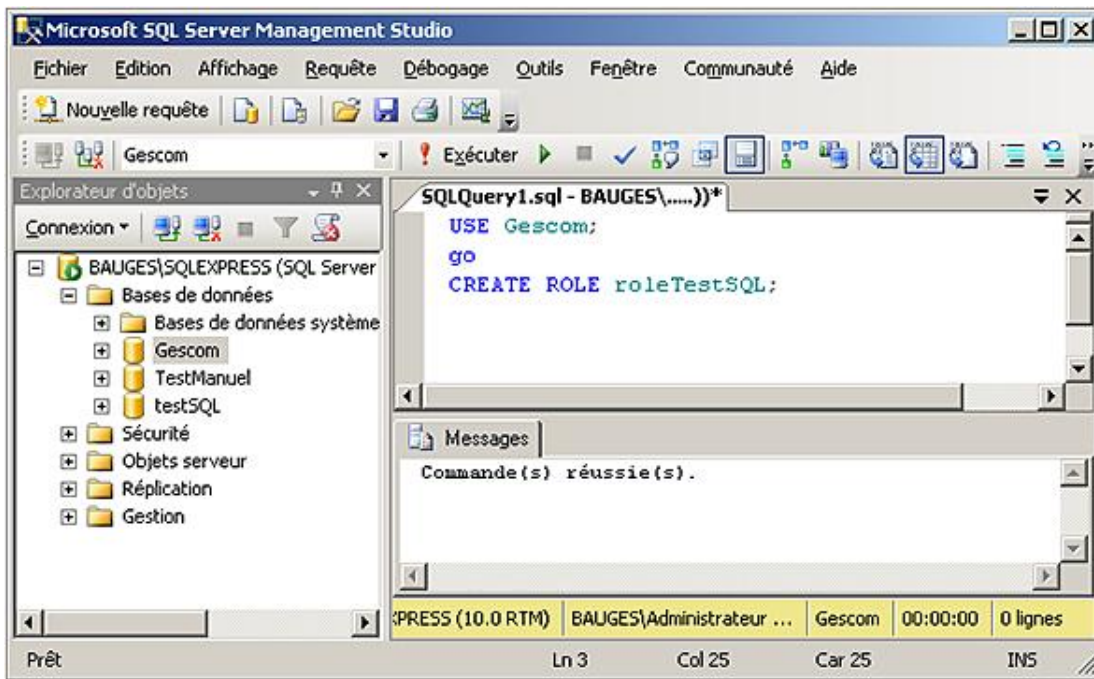 Microsoft SQL Server Management Studio
Fichier Edition Affichage Requête Débogage Outils Fenêtre Communauté Aide
Nouvelle requête
Gescom Exécuter
Explorateur d'objets
Connexion
BAUGES\SQLEXPRESS (SQL Server
Bases de données
Bases de données système
Gescom
TestManuel
testSQL
Sécurité
Objets serveur
Réplication
Gestion
SQLQuery1.sql - BAUGES\.....))*
USE Gescom;
go
CREATE ROLE roleTestSQL;
Messages
Commande(s) réussie(s).
XPRESS (10.0 RTM) BAUGES\Administrateur ... Gescom 00:00:00 0 lignes
Prêt Ln 3 Col 25 Car 25 INS